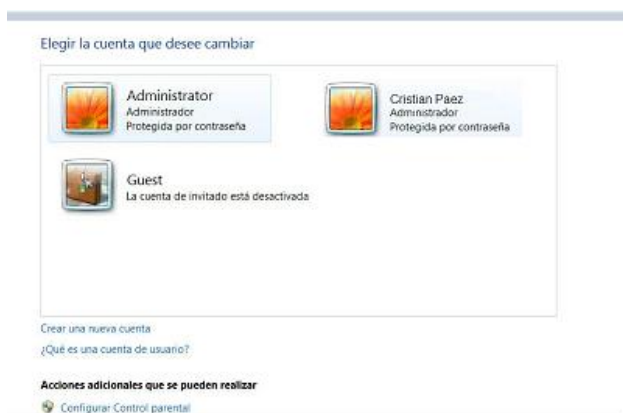 Elegir la cuenta que desee cambiar
Administrator
Administrador
Protegida por contraseña
Cristian Paez
Administrador
Protegida por contraseña
Guest
La cuenta de invitado está desactivada
Crear una nueva cuenta
¿Qué es una cuenta de usuario?
Acciones adicionales que se pueden realizar
Configurar Control parental